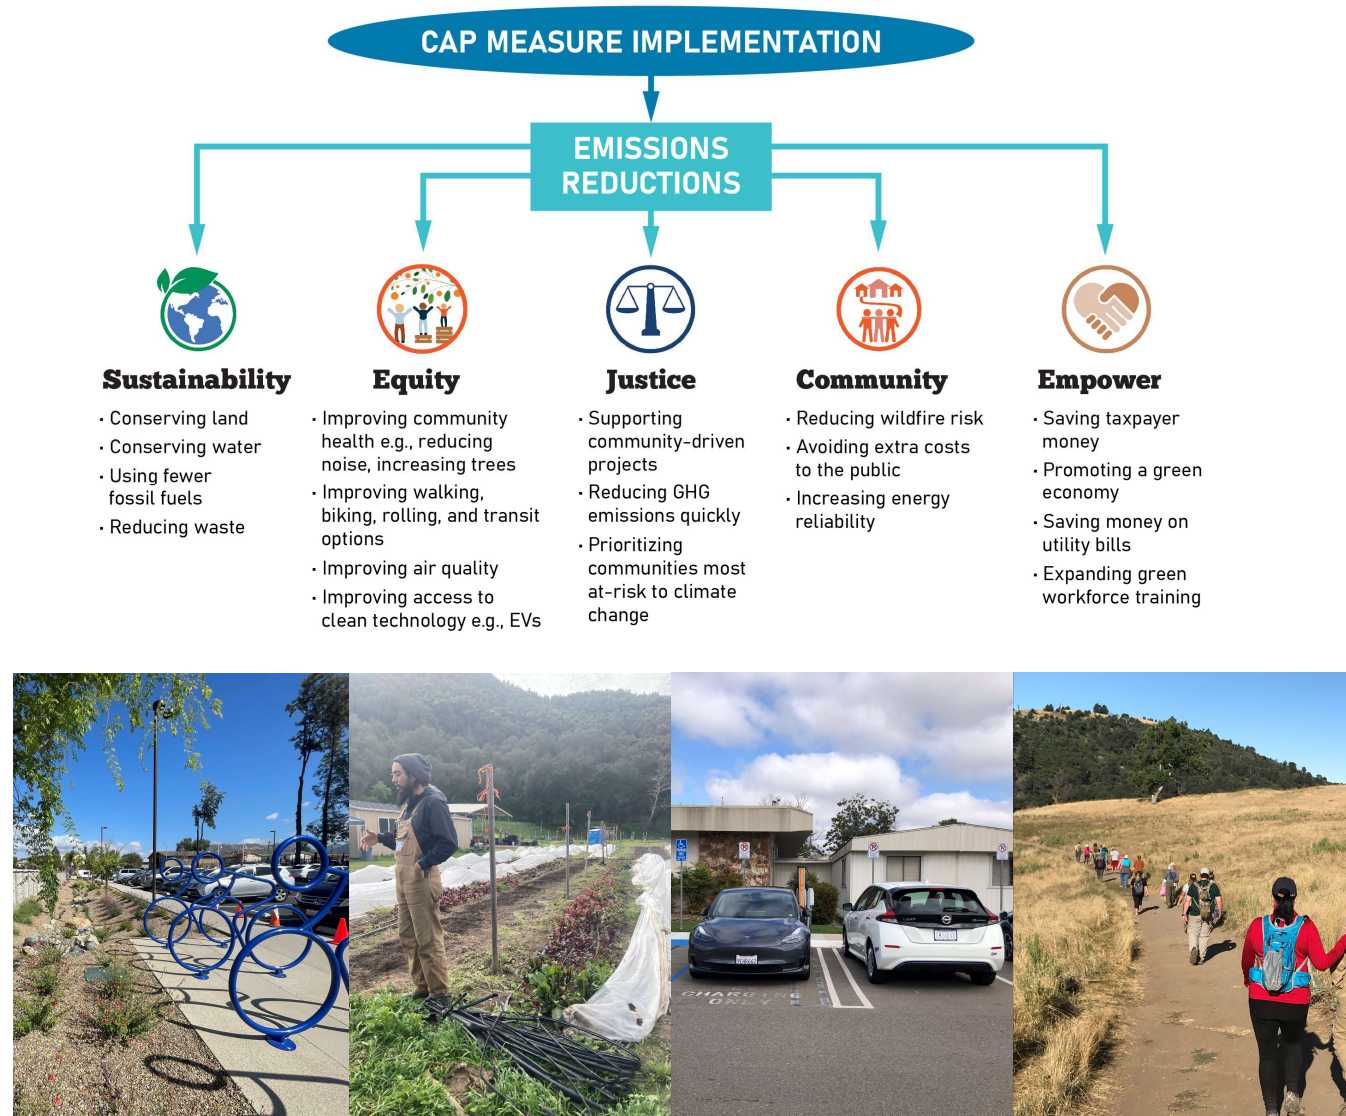 CAP MEASURE IMPLEMENTATION
EMISSIONS
REDUCTIONS
Sustainability
· Conserving land
· Conserving water
· Using fewer
fossil fuels
· Reducing waste
Equity
· Improving community
health e.g., reducing
noise, increasing trees
· Improving walking,
biking, rolling, and transit
options
· Improving air quality
· Improving access to
clean technology e.g., EVs
Justice
· Supporting
community-driven
projects
· Reducing GHG
emissions quickly
· Prioritizing
communities most
at-risk to climate
change
Community
· Reducing wildfire risk
· Avoiding extra costs
to the public
· Increasing energy
reliability
Empower
· Saving taxpayer
money
· Promoting a green
economy
· Saving money on
utility bills
· Expanding green
workforce training
CHARGING
ONLY